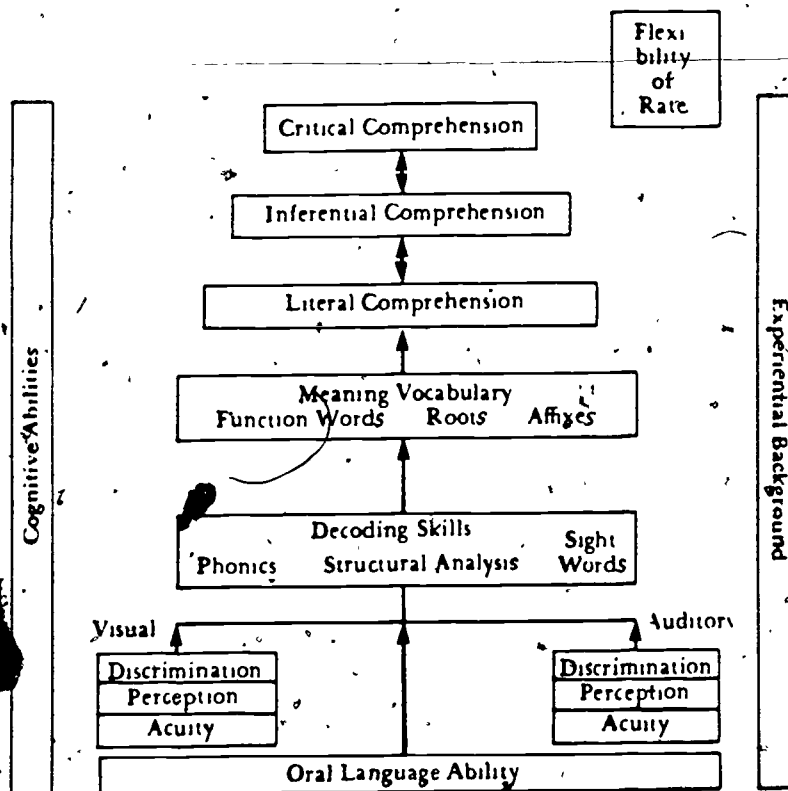 Flexi
bility
of
Rate
Critical Comprehension
Inferential Comprehension
Literal Comprehension
Meaning Vocabulary
Function Words Roots Affixes
Decoding Skills
Phonics Structural Analysis Sight Words
Visual
Auditory
Discrimination
Perception
Acuity
Discrimination
Perception
Acuity
Oral Language Ability
Cognitive Abilities
Experiential Background